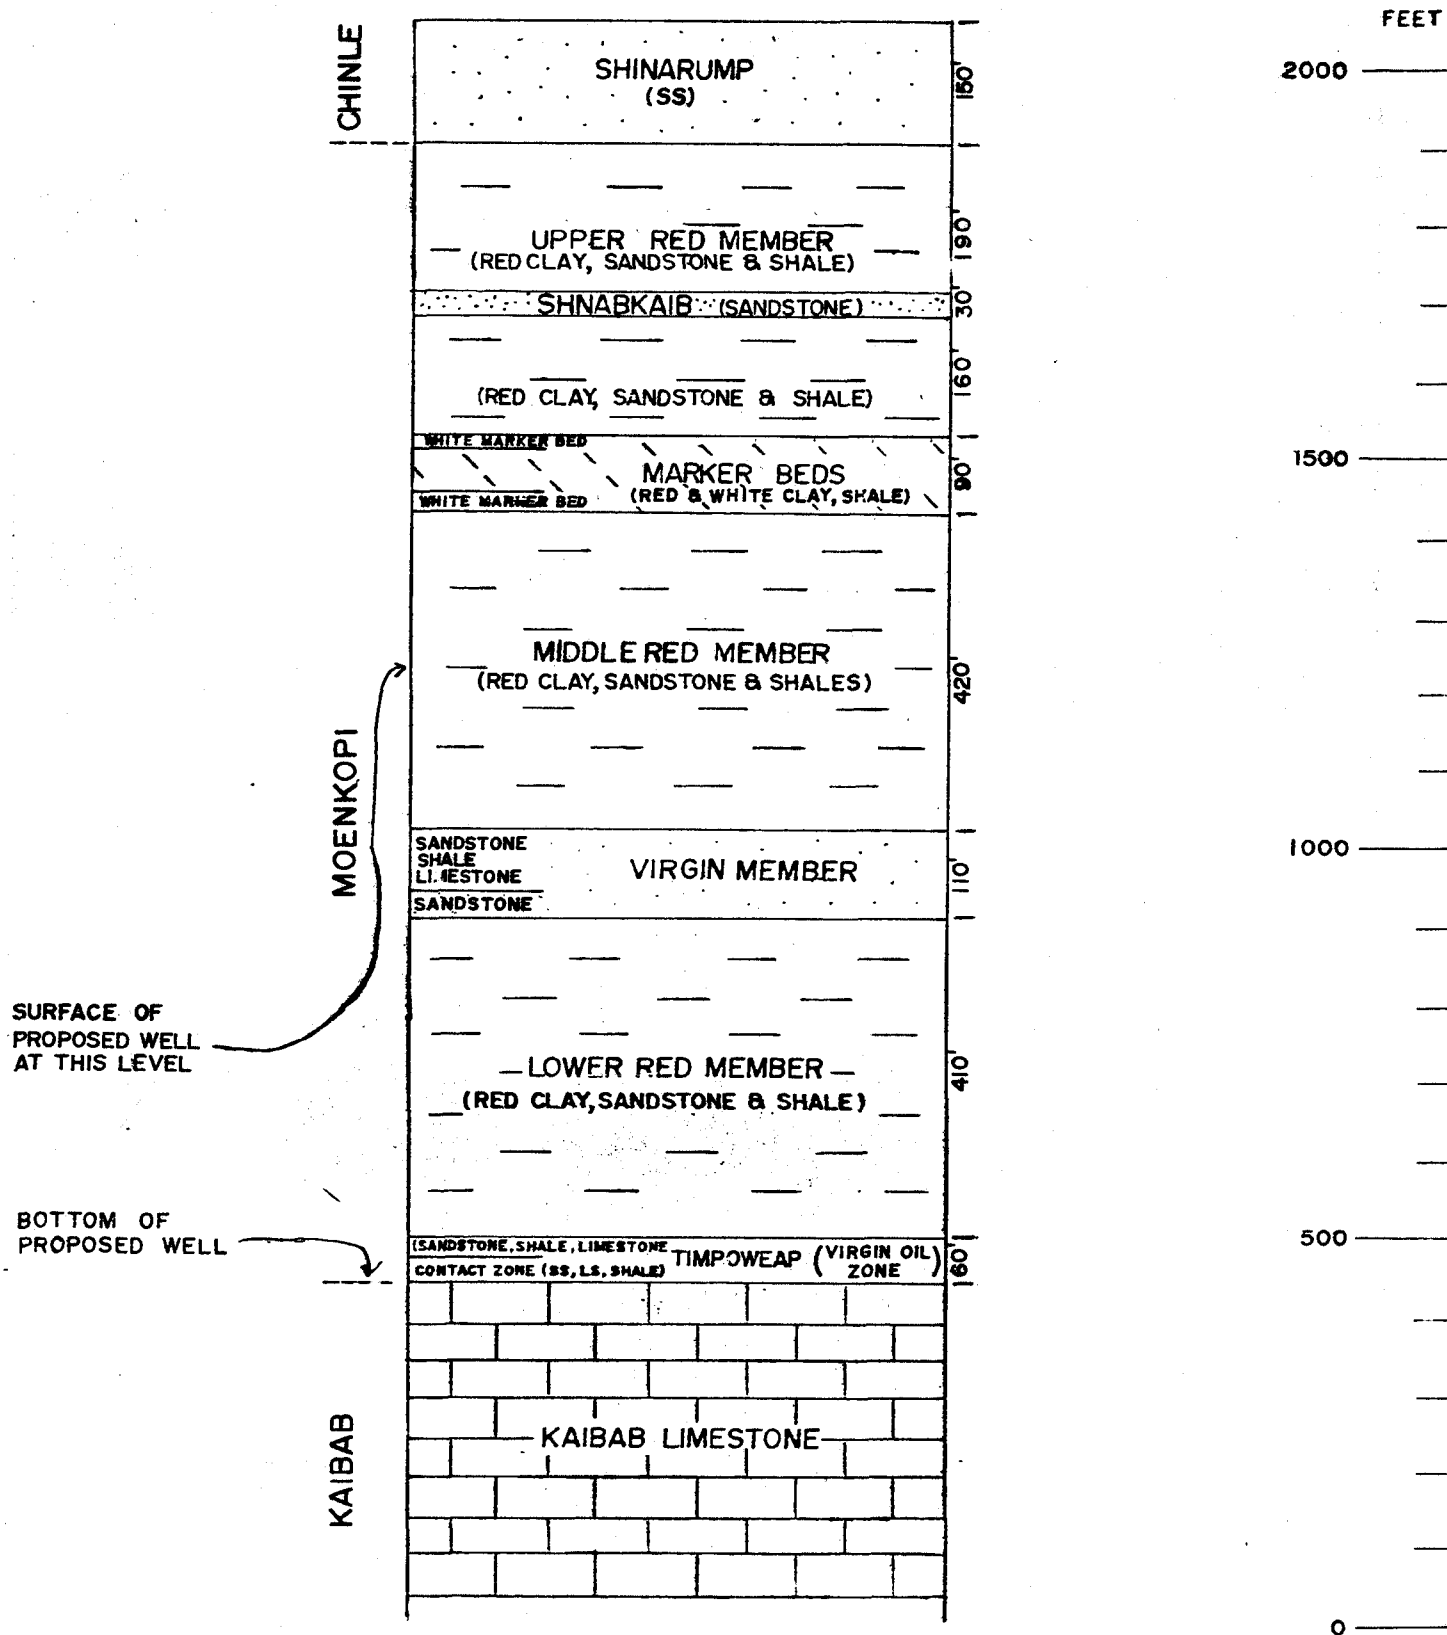 FEET
CHINLE
SHINARUMP
(SS)
150'
2000
UPPER RED MEMBER
(RED CLAY, SANDSTONE & SHALE)
190'
SHNABKAIB (SANDSTONE)
30'
(RED CLAY, SANDSTONE & SHALE)
160'
WHITE MARKER BED
MARKER BEDS
(RED & WHITE CLAY, SHALE)
WHITE MARKER BED
90'
1500
MIDDLE RED MEMBER
(RED CLAY, SANDSTONE & SHALES)
420'
MOENKOPI
SANDSTONE
SHALE
LIMESTONE
SANDSTONE
VIRGIN MEMBER
110'
1000
SURFACE OF
PROPOSED WELL
AT THIS LEVEL
LOWER RED MEMBER
(RED CLAY, SANDSTONE & SHALE)
410'
BOTTOM OF
PROPOSED WELL
(SANDSTONE, SHALE, LIMESTONE
CONTACT ZONE (SS, LS, SHALE)
TIMPOWEAP (VIRGIN OIL)
ZONE
60'
500
KAIBAB
KAIBAB LIMESTONE
0